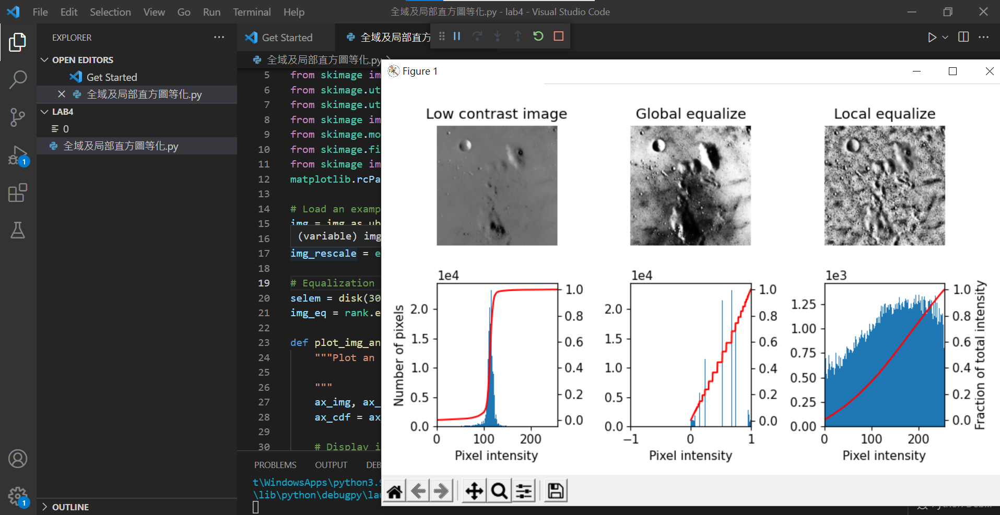 File Edit Selection View Go Run Terminal Help
全域及局部直方圖等化.py - lab4 - Visual Studio Code
EXPLORER
OPEN EDITORS
Get Started
全域及局部直方圖等化.py
LAB4
0
全域及局部直方圖等化.py
OUTLINE
1
1
Get Started
全域及局部直方
全域及局部直方圖等化.py
5 from skimage im
6 from skimage.ut
7 from skimage.ut
8 from skimage im
9 from skimage.mo
10 from skimage.fi
11 from skimage im
12 matplotlib.rcPa
13
14 # Load an examp
15 img = img_as_ub
16 (variable) img
17 img_rescale = e
18
19 # Equalization
20 selem = disk(30
21 img_eq = rank.e
22
23 def plot_img_an
24 """Plot an
25
26 """
27 ax_img, ax_
28 ax_cdf = ax
29
30 # Display i
PROBLEMS OUTPUT DEB
t\WindowsApps\python3.9
\lib\python\debugpy\lau
Figure 1
Low contrast image
Global equalize
Local equalize
1e4
2.0
1.5
1.0
0.5
0.0
Number of pixels
1.0
0.8
0.6
0.4
0.2
0.0
0 100 200
Pixel intensity
1e4
2.0
1.5
1.0
0.5
0.0
1.0
0.8
0.6
0.4
0.2
0.0
−1 0 1
Pixel intensity
1e3
1.25
1.00
0.75
0.50
0.25
0.00
1.0
0.8
0.6
0.4
0.2
0.0
Fraction of total intensity
0 100 200
Pixel intensity